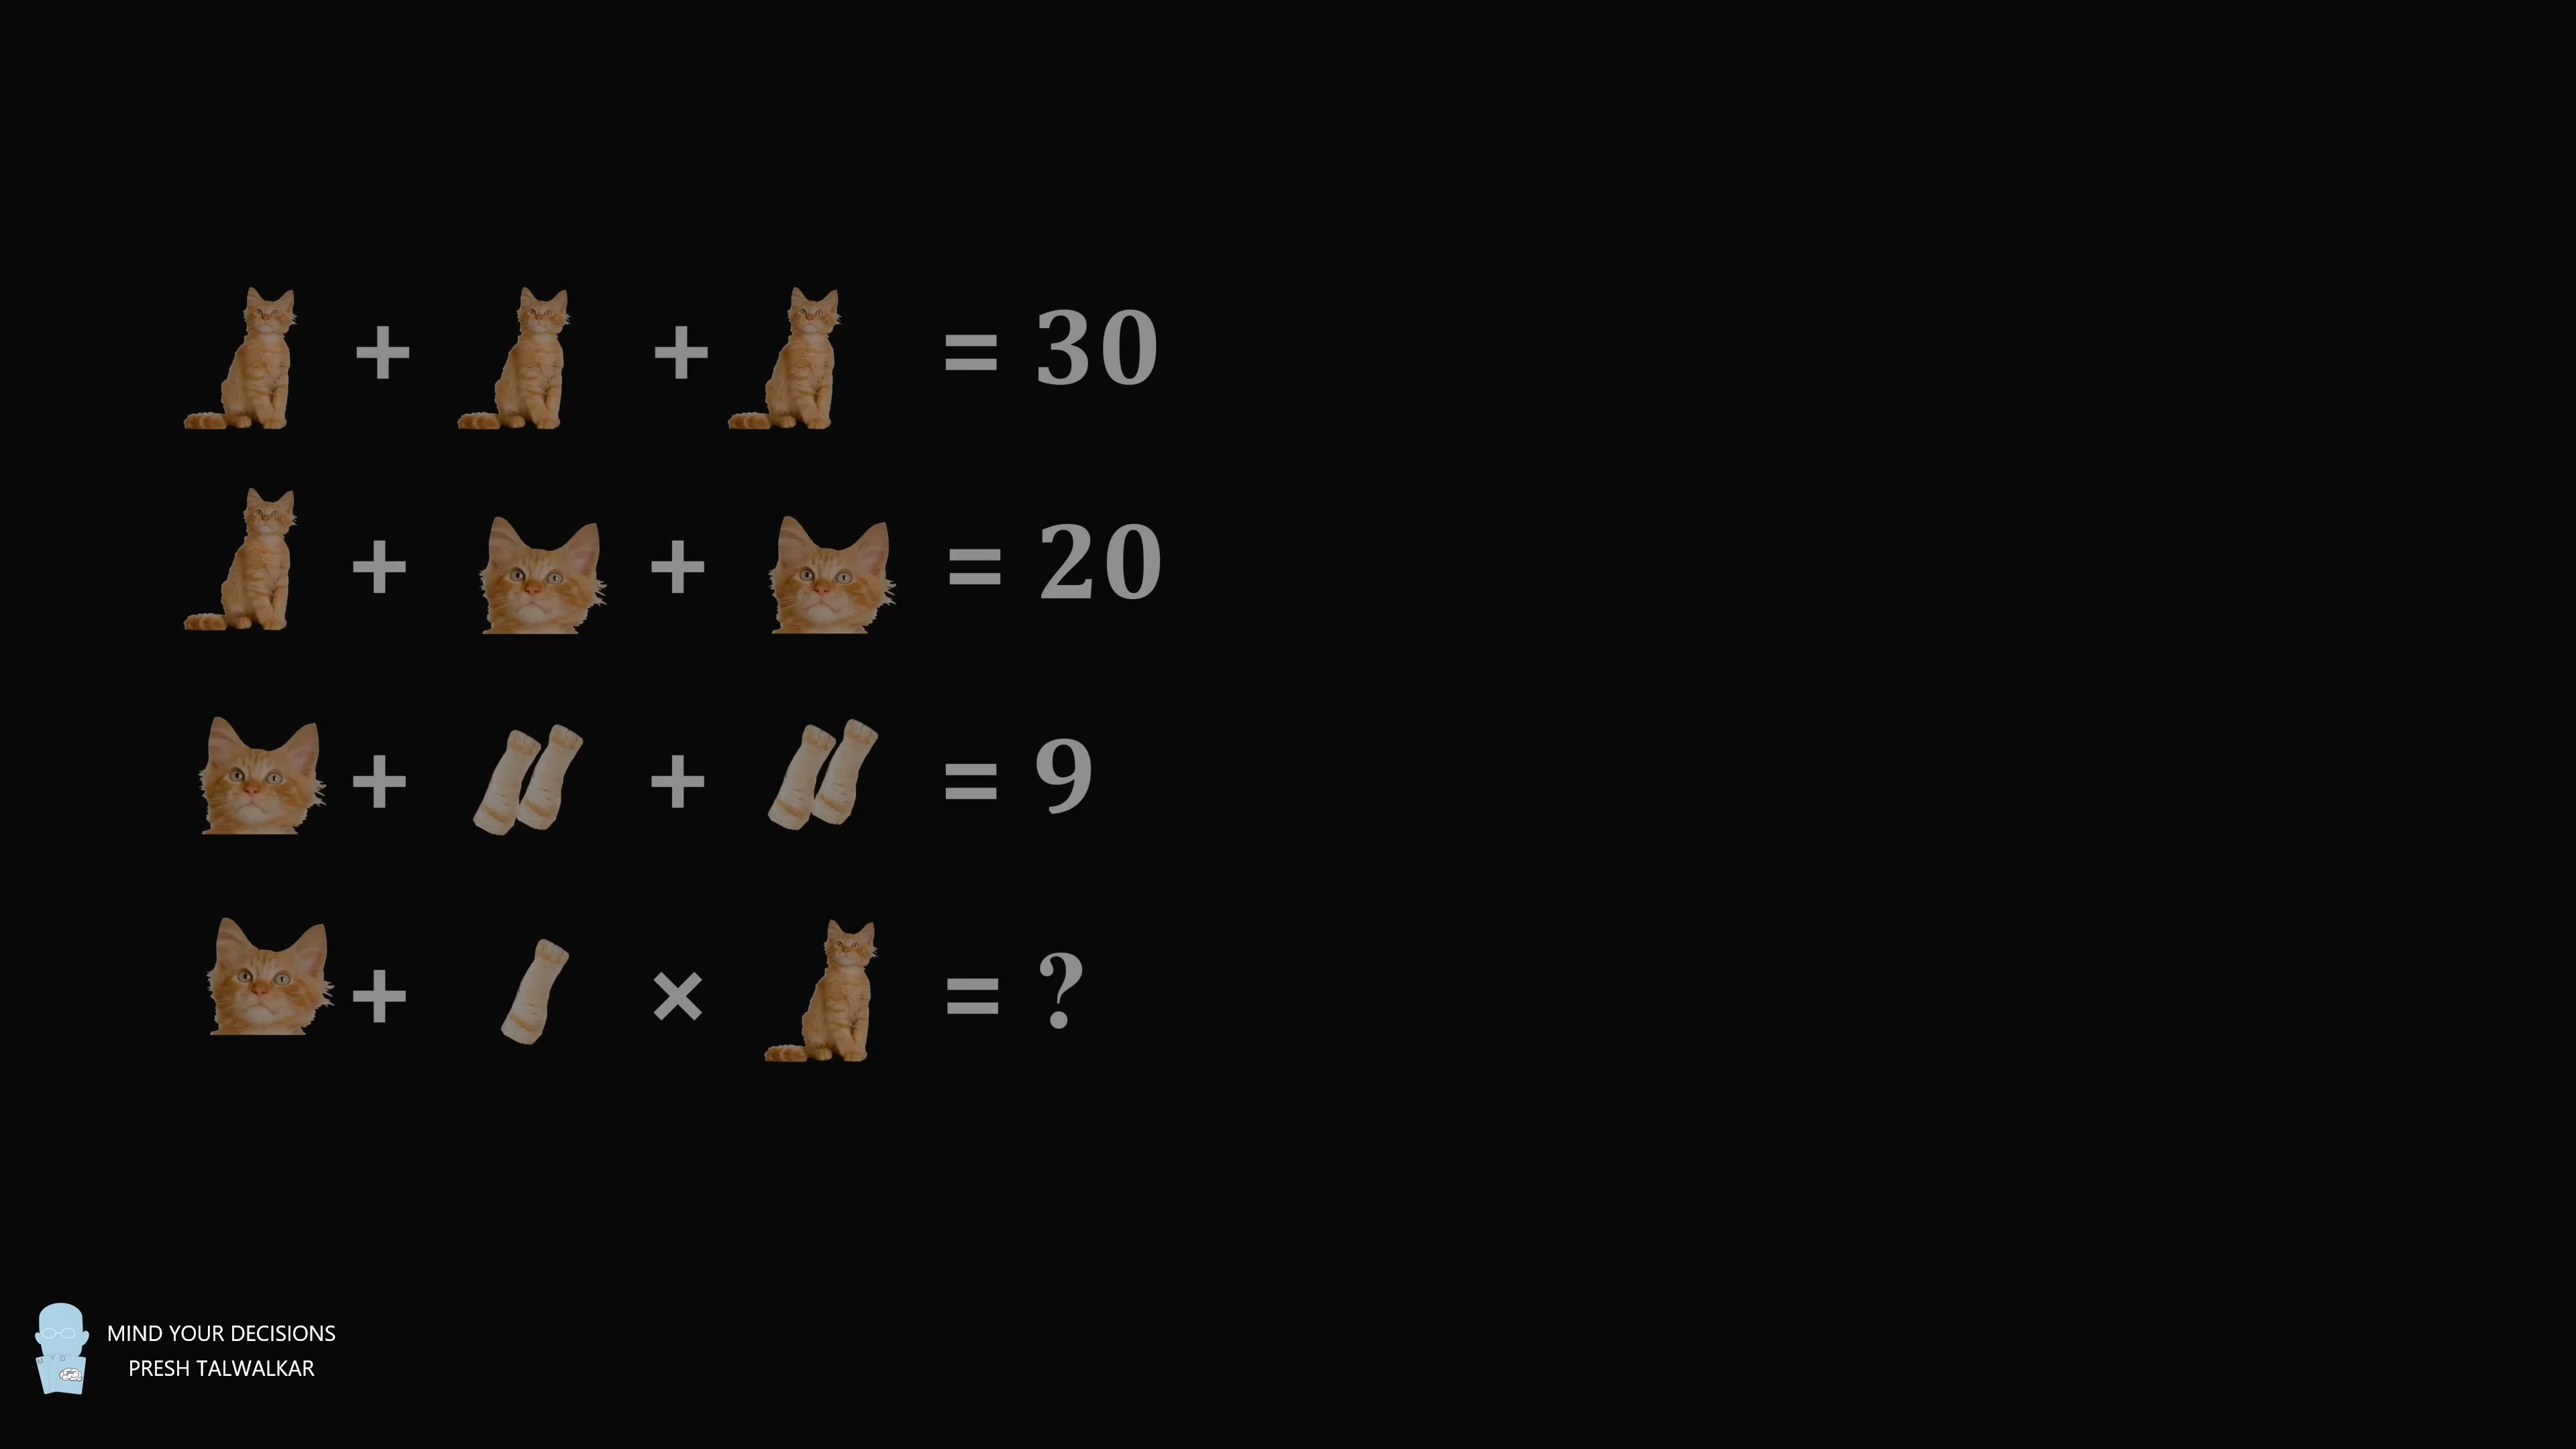 + + = 30
+ + = 20
+ + = 9
+ × = ?
MIND YOUR DECISIONS
PRESH TALWALKAR